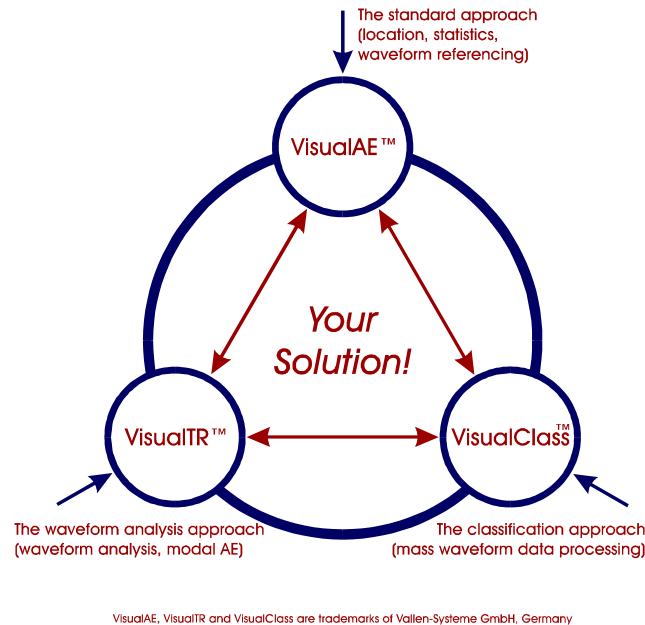 The standard approach
(location, statistics,
waveform referencing)
VisualAE™
Your
Solution!
VisualTR™
VisualClass™
The waveform analysis approach
(waveform analysis, modal AE)
The classification approach
(mass waveform data processing)
VisualAE, VisualTR and VisualClass are trademarks of Vallen-Systeme GmbH, Germany